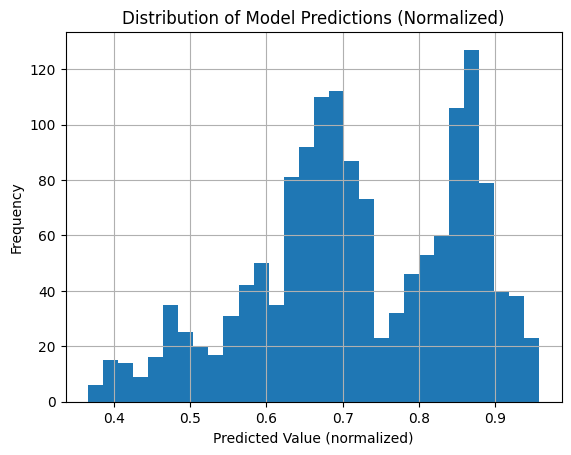 Distribution of Model Predictions (Normalized)
120
100
80
60
40
20
0
Frequency
0.4 0.5 0.6 0.7 0.8 0.9
Predicted Value (normalized)